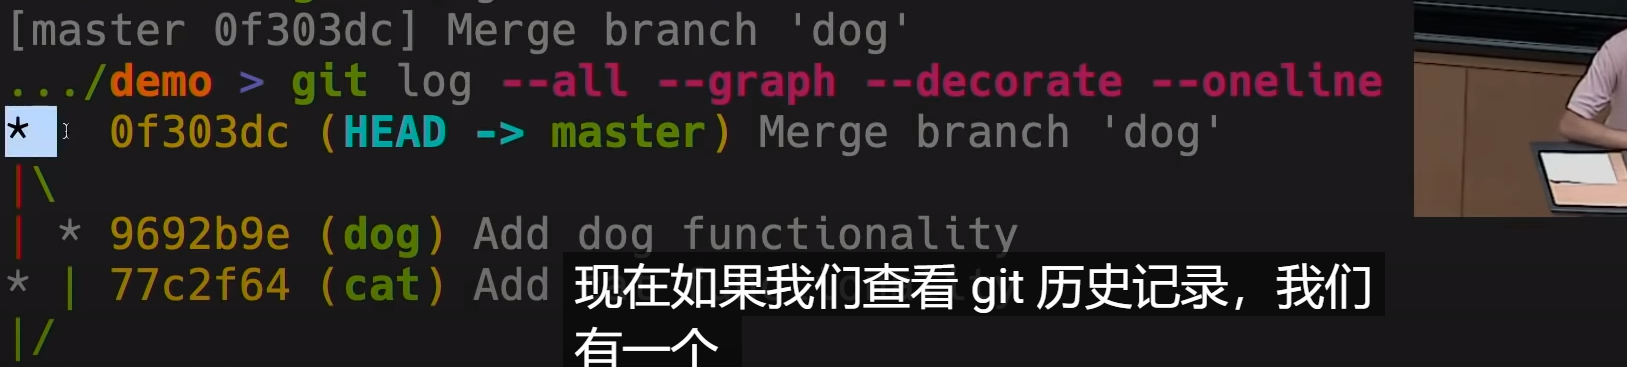 [master 0f303dc] Merge branch 'dog'
.../demo > git log --all --graph --decorate --oneline
*   0f303dc (HEAD -> master) Merge branch 'dog'
|\
| * 9692b9e (dog) Add dog functionality
* | 77c2f64 (cat) Add
|/
现在如果我们查看 git 历史记录，我们
有一个